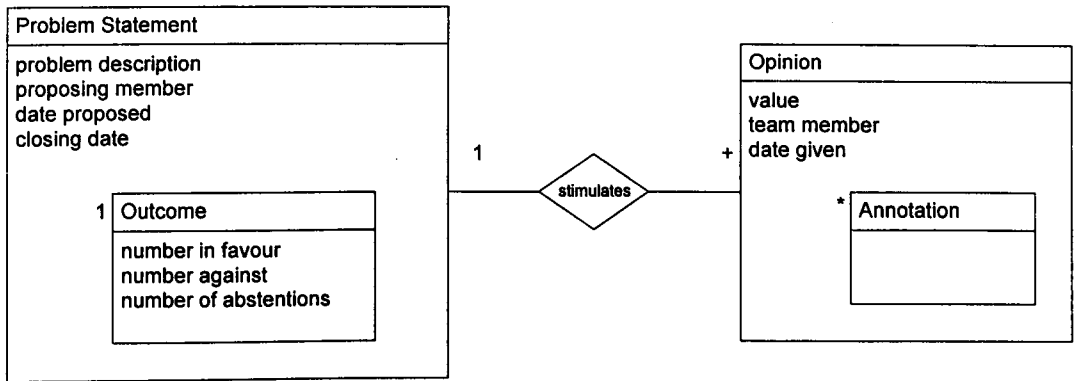 Problem Statement
problem description
proposing member
date proposed
closing date
1
Outcome
number in favour
number against
number of abstentions
1
stimulates
+
Opinion
value
team member
date given
*
Annotation